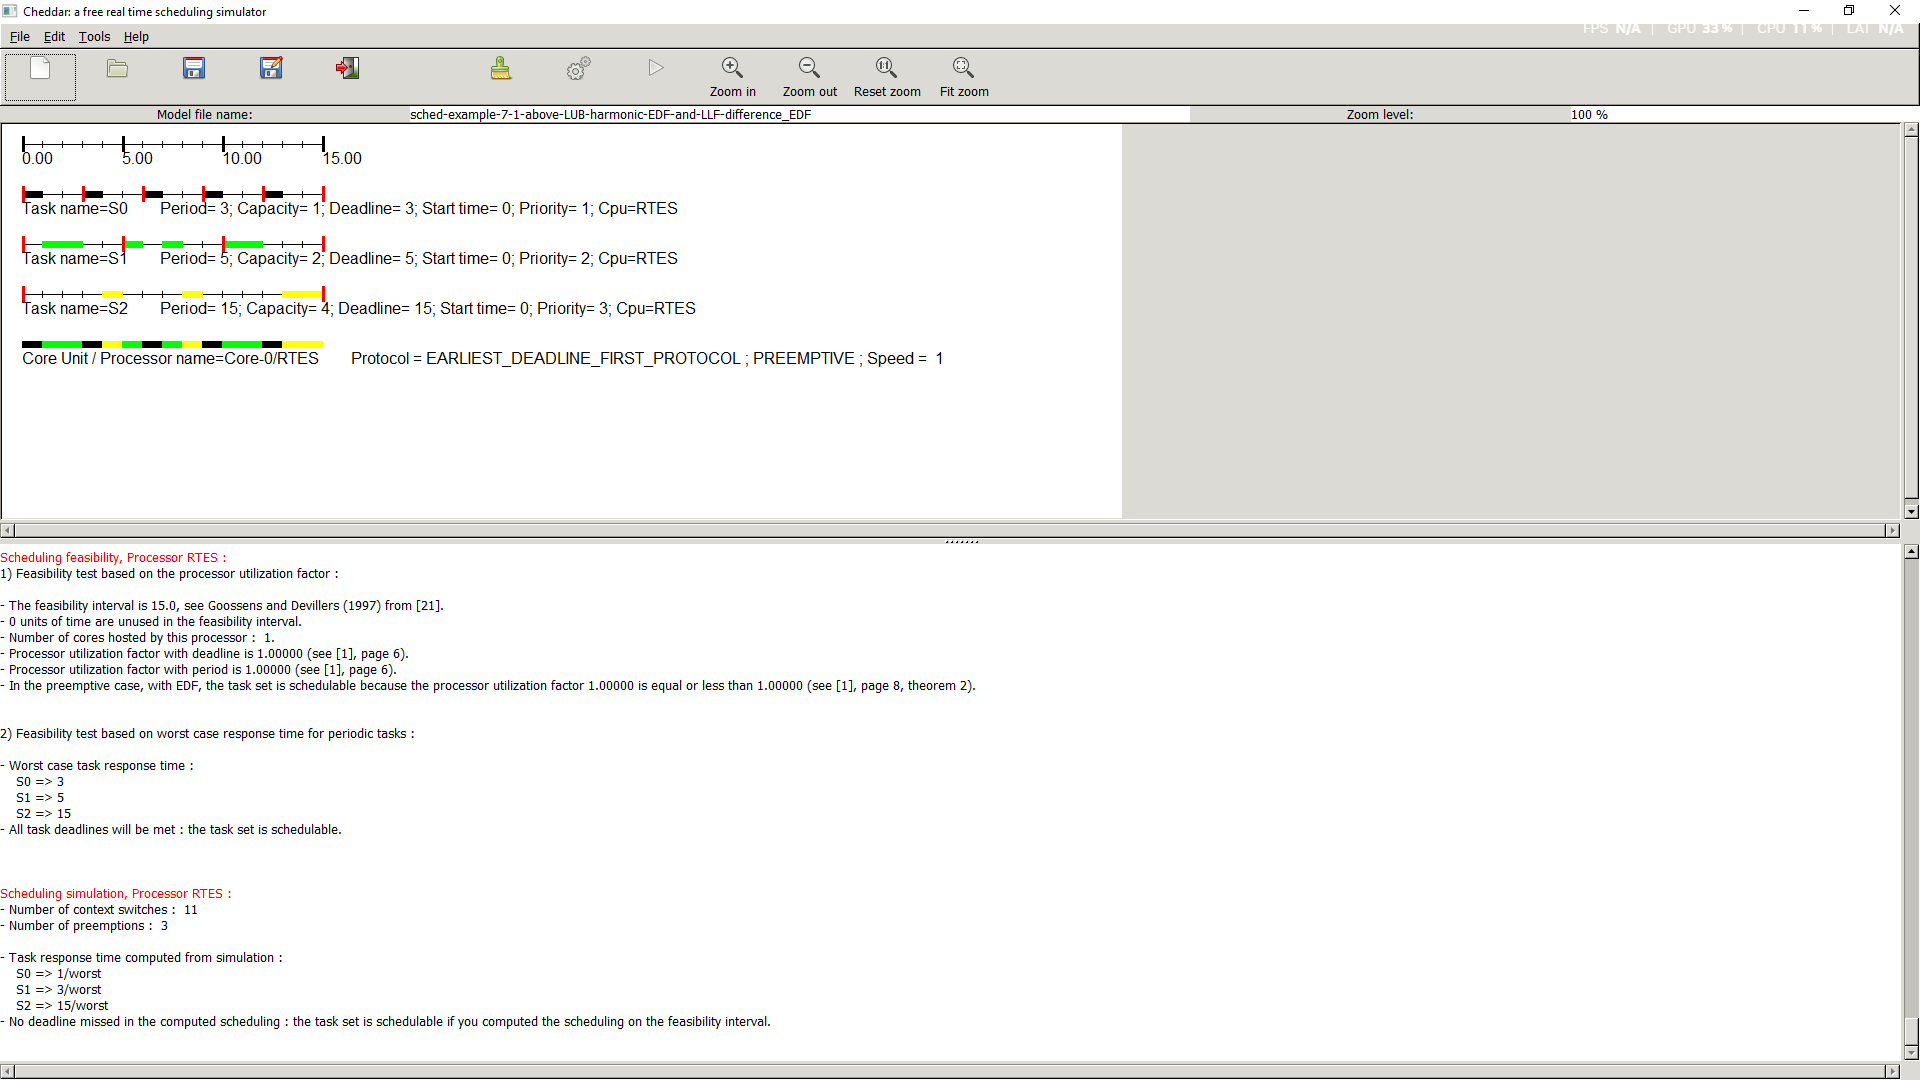 Cheddar: a free real time scheduling simulator
File Edit Tools Help
FPS N/A | GPU 33 % | CPU 11 % | LAT N/A
Zoom in Zoom out Reset zoom Fit zoom
Model file name: sched-example-7-1-above-LUB-harmonic-EDF-and-LLF-difference_EDF Zoom level: 100 %
0.00 5.00 10.00 15.00
Task name=S0 Period= 3; Capacity= 1; Deadline= 3; Start time= 0; Priority= 1; Cpu=RTES
Task name=S1 Period= 5; Capacity= 2; Deadline= 5; Start time= 0; Priority= 2; Cpu=RTES
Task name=S2 Period= 15; Capacity= 4; Deadline= 15; Start time= 0; Priority= 3; Cpu=RTES
Core Unit / Processor name=Core-0/RTES Protocol = EARLIEST_DEADLINE_FIRST_PROTOCOL ; PREEMPTIVE ; Speed = 1
Scheduling feasibility, Processor RTES :
1) Feasibility test based on the processor utilization factor :
- The feasibility interval is 15.0, see Goossens and Devillers (1997) from [21].
- 0 units of time are unused in the feasibility interval.
- Number of cores hosted by this processor : 1.
- Processor utilization factor with deadline is 1.00000 (see [1], page 6).
- Processor utilization factor with period is 1.00000 (see [1], page 6).
- In the preemptive case, with EDF, the task set is schedulable because the processor utilization factor 1.00000 is equal or less than 1.00000 (see [1], page 8, theorem 2).
2) Feasibility test based on worst case response time for periodic tasks :
- Worst case task response time :
S0 => 3
S1 => 5
S2 => 15
- All task deadlines will be met : the task set is schedulable.
Scheduling simulation, Processor RTES :
- Number of context switches : 11
- Number of preemptions : 3
- Task response time computed from simulation :
S0 => 1/worst
S1 => 3/worst
S2 => 15/worst
- No deadline missed in the computed scheduling : the task set is schedulable if you computed the scheduling on the feasibility interval.